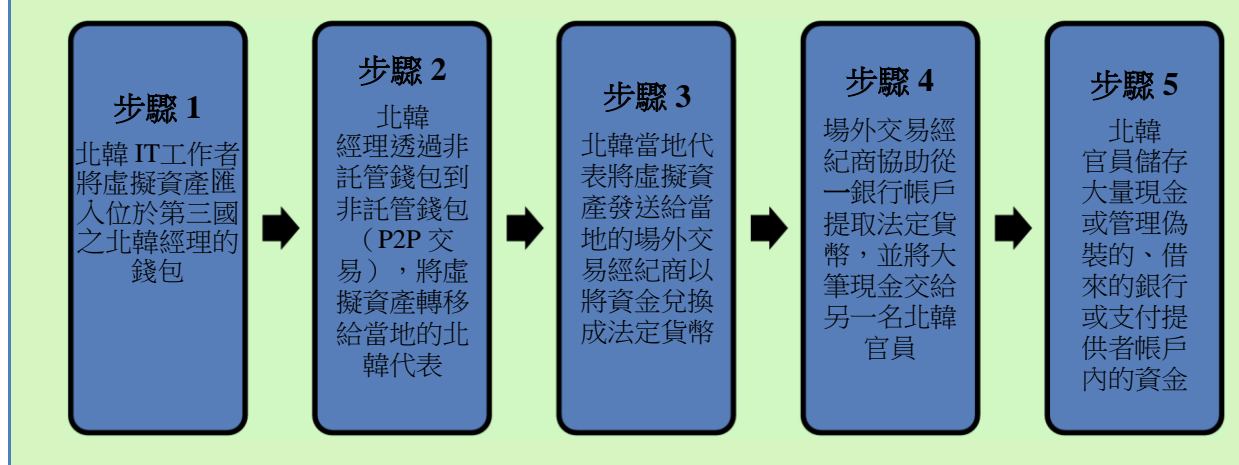 步驟 1
北韓 IT工作者
將虛擬資產匯
入位於第三國
之北韓經理的
錢包
步驟 2
北韓
經理透過非
託管錢包到
非託管錢包
（P2P 交
易），將虛
擬資產轉移
給當地的北
韓代表
步驟 3
北韓當地代
表將虛擬資
產發送給當
地的場外交
易經紀商以
將資金兌換
成法定貨幣
步驟 4
場外交易經
紀商協助從
一銀行帳戶
提取法定貨
幣，並將大
筆現金交給
另一名北韓
官員
步驟 5
北韓
官員儲存
大量現金
或管理偽
裝的、借
來的銀行
或支付提
供者帳戶
內的資金